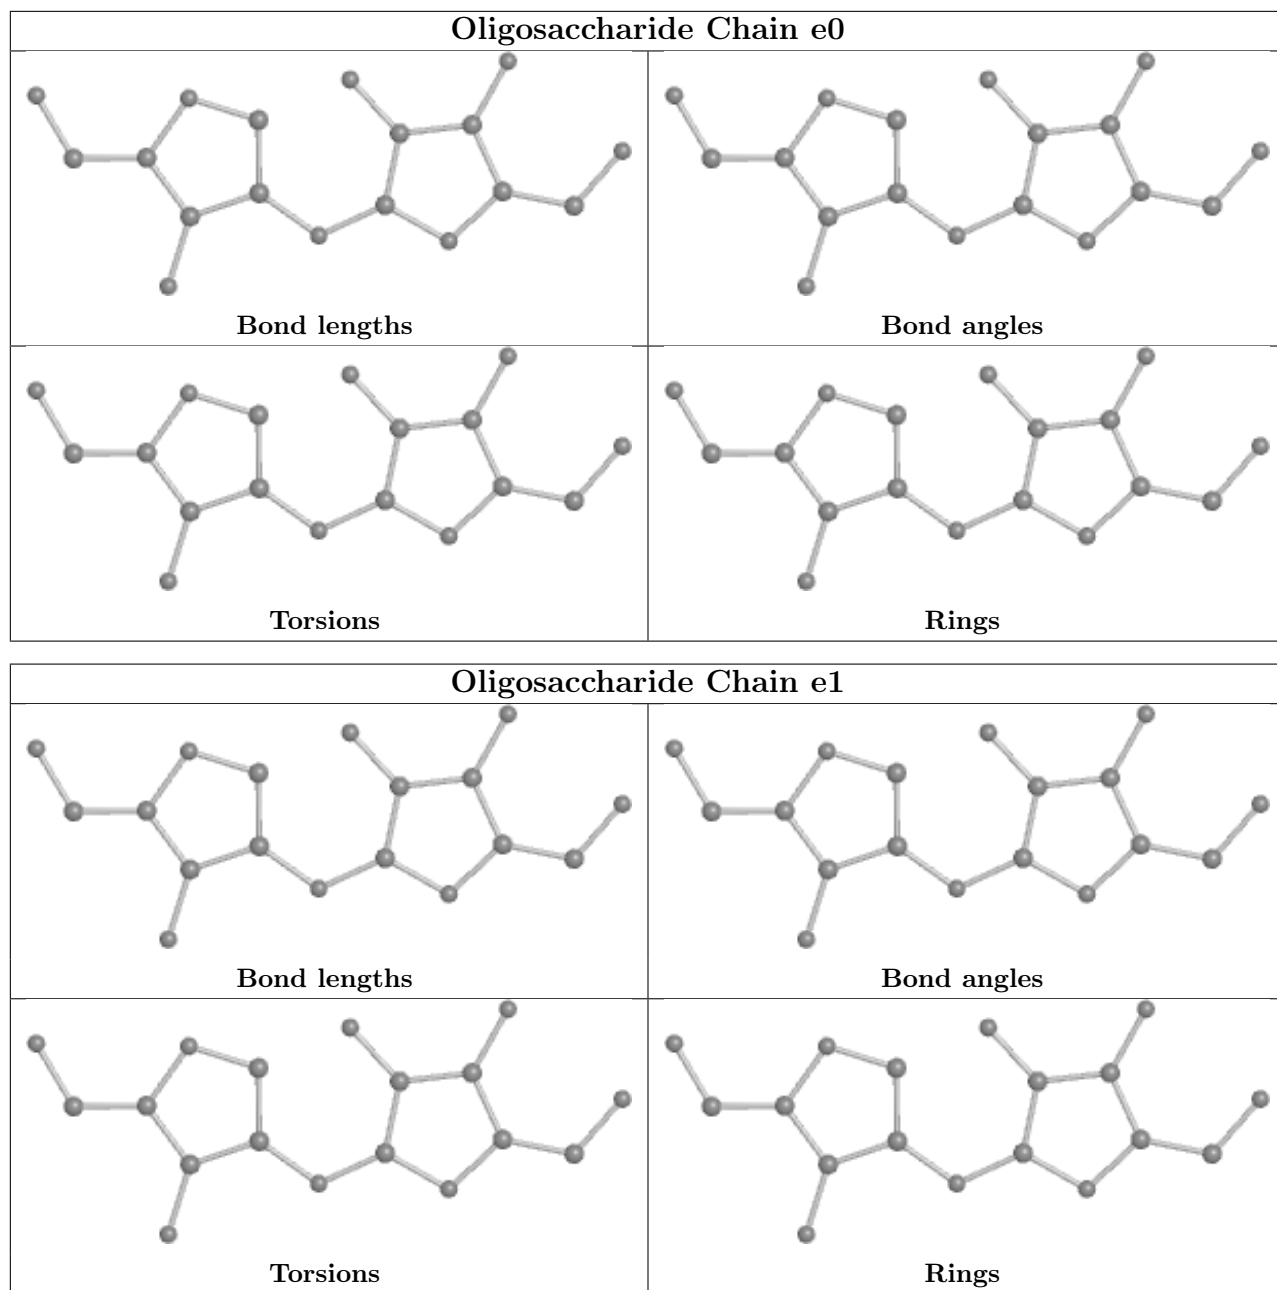 Oligosaccharide Chain e0
Bond lengths
Bond angles
Torsions
Rings
Oligosaccharide Chain e1
Bond lengths
Bond angles
Torsions
Rings